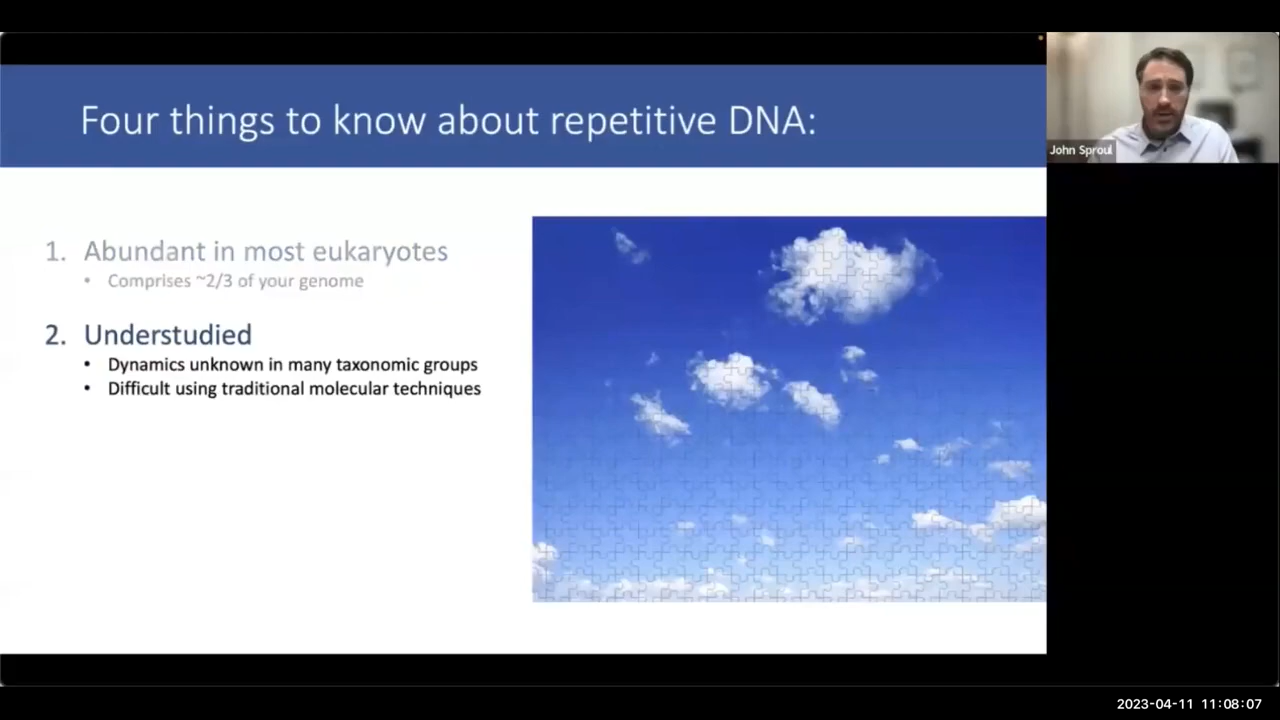 Four things to know about repetitive DNA:
John Sproul
1. Abundant in most eukaryotes
• Comprises ~2/3 of your genome
2. Understudied
• Dynamics unknown in many taxonomic groups
• Difficult using traditional molecular techniques
2023-04-11 11:08:07